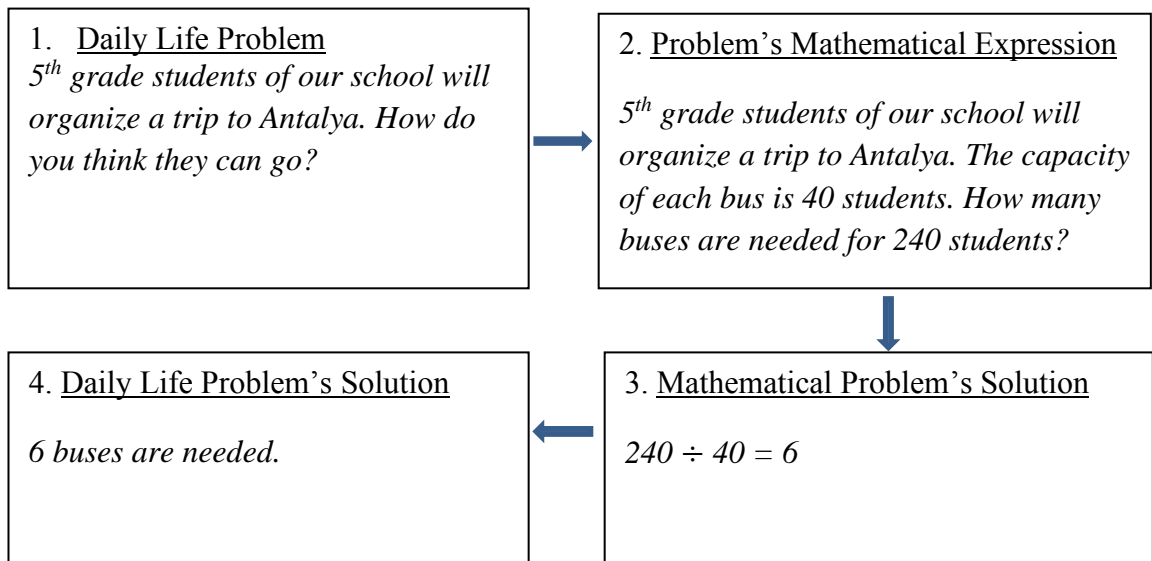 1. Daily Life Problem
5th grade students of our school will
organize a trip to Antalya. How do
you think they can go?
2. Problem's Mathematical Expression
5th grade students of our school will
organize a trip to Antalya. The capacity
of each bus is 40 students. How many
buses are needed for 240 students?
3. Mathematical Problem's Solution
240 ÷ 40 = 6
4. Daily Life Problem's Solution
6 buses are needed.